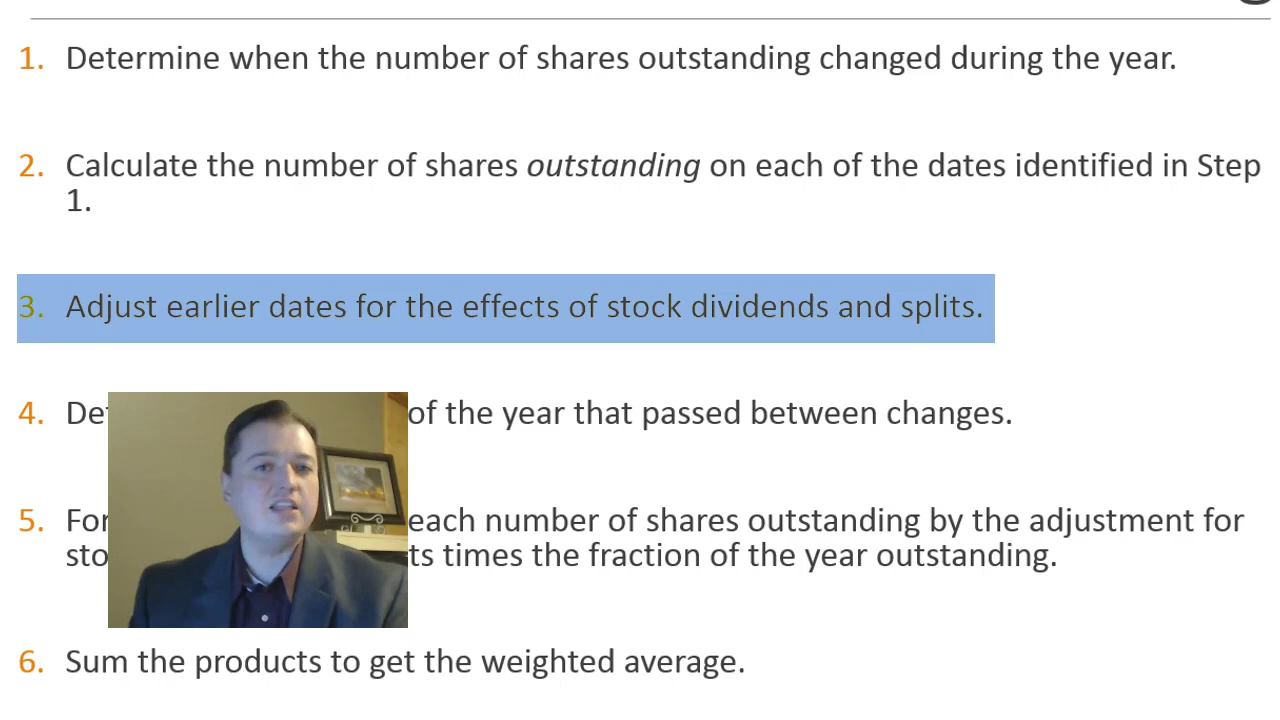 1. Determine when the number of shares outstanding changed during the year.
2. Calculate the number of shares outstanding on each of the dates identified in Step
1.
3. Adjust earlier dates for the effects of stock dividends and splits.
4. of the year that passed between changes.
5. For each number of shares outstanding by the adjustment for
times the fraction of the year outstanding.
6. Sum the products to get the weighted average.